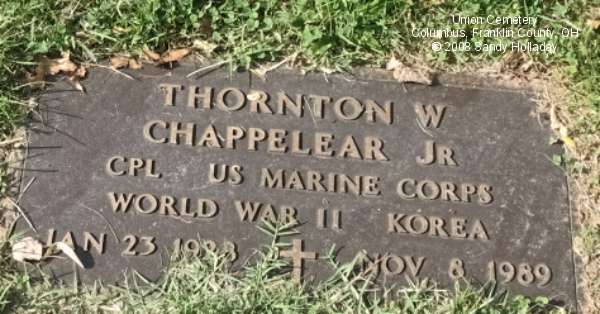 Union Cemetery
Columbus, Franklin County, OH
© 2008 Sandy Holladay
THORNTON W
CHAPPELEAR JR
CPL US MARINE CORPS
WORLD WAR II KOREA
JAN 23 NOV 8 1989